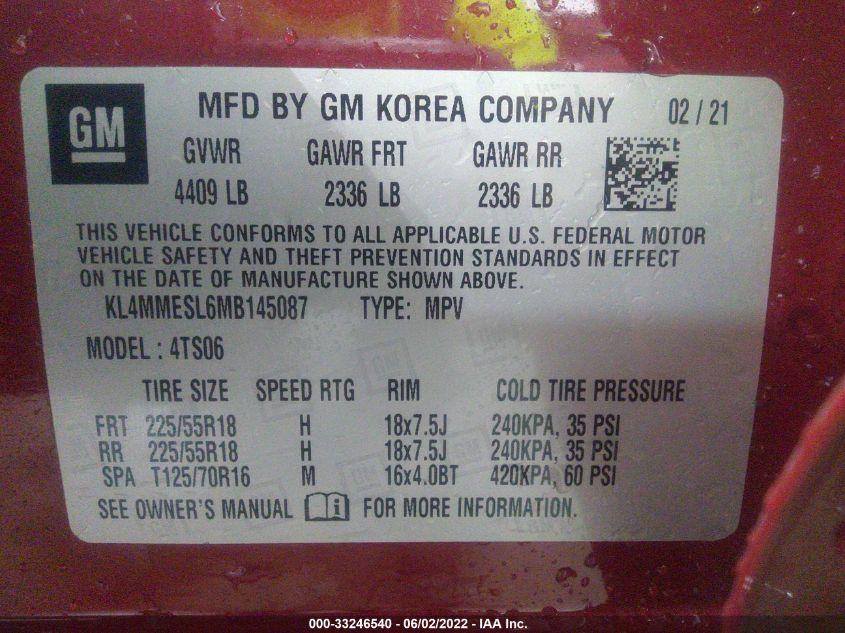 GM
MFD BY GM KOREA COMPANY 02 / 21
GVWR GAWR FRT GAWR RR
4409 LB 2336 LB 2336 LB
THIS VEHICLE CONFORMS TO ALL APPLICABLE U.S. FEDERAL MOTOR
VEHICLE SAFETY AND THEFT PREVENTION STANDARDS IN EFFECT
ON THE DATE OF MANUFACTURE SHOWN ABOVE.
KL4MMESL6MB145087 TYPE: MPV
MODEL : 4TS06
TIRE SIZE SPEED RTG RIM COLD TIRE PRESSURE
FRT 225/55R18 H 18x7.5J 240KPA, 35 PSI
RR 225/55R18 H 18x7.5J 240KPA, 35 PSI
SPA T125/70R16 M 16x4.0BT 420KPA, 60 PSI
SEE OWNER'S MANUAL FOR MORE INFORMATION.
000-33246540 - 06/02/2022 - IAA Inc.